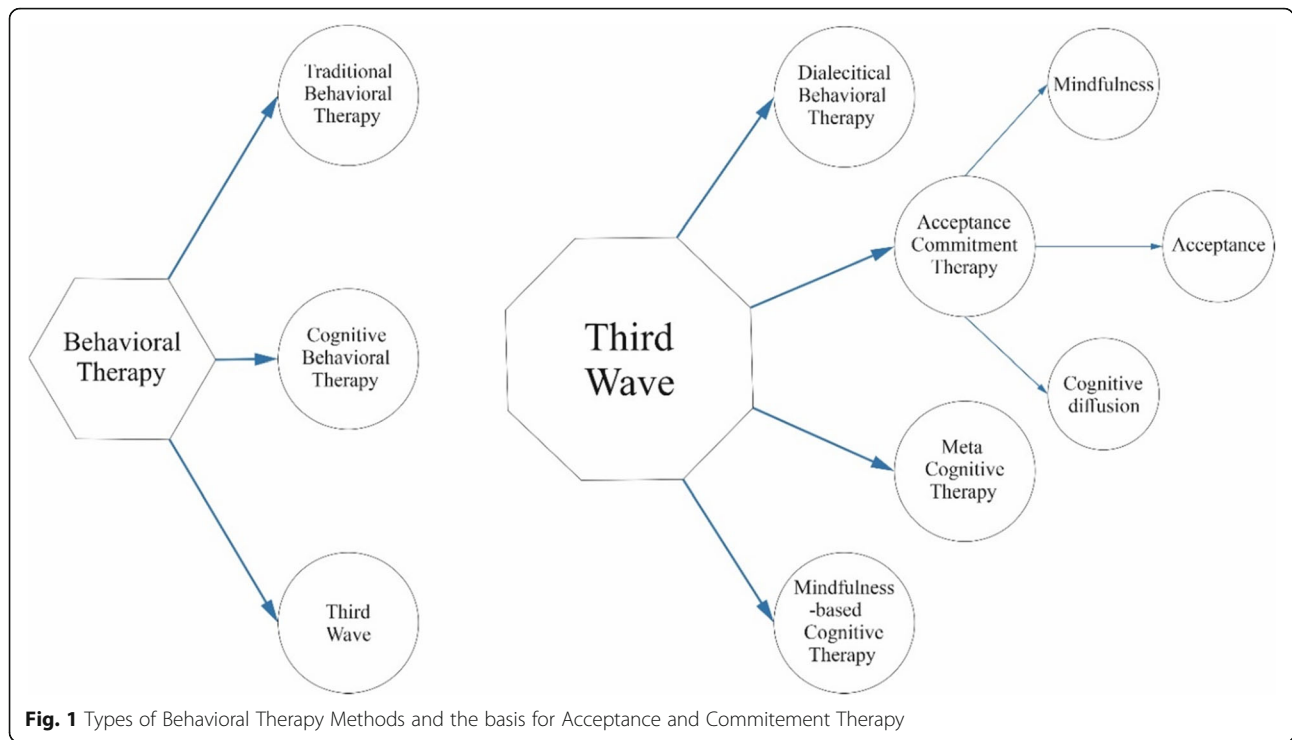 Traditional
Behavioral
Therapy
Behavioral
Therapy
Cognitive
Behavioral
Therapy
Third
Wave
Third
Wave
Dialecitical
Behavioral
Therapy
Acceptance
Commitment
Therapy
Mindfulness
Acceptance
Cognitive
diffusion
Meta
Cognitive
Therapy
Mindfulness
-based
Cognitive
Therapy
Fig. 1 Types of Behavioral Therapy Methods and the basis for Acceptance and Commitement Therapy